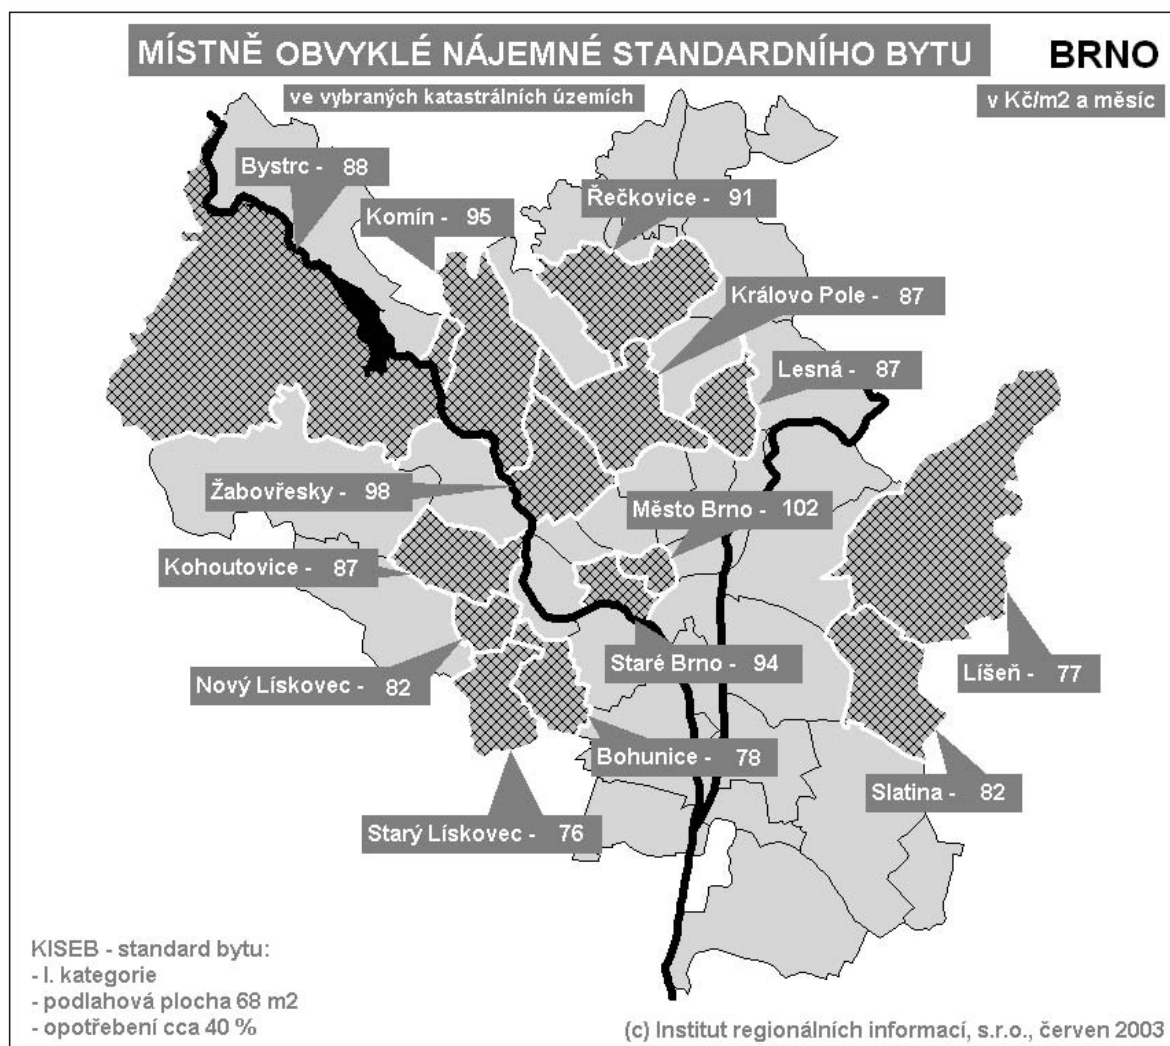 MÍSTNĚ OBVYKLÉ NÁJEMNÉ STANDARDNÍHO BYTU
BRNO
ve vybraných katastrálních územích
v Kč/m2 a měsíc
Bystrc - 88
Řečkovice - 91
Komín - 95
Královo Pole - 87
Lesná - 87
Žabovřesky - 98
Město Brno - 102
Kohoutovice - 87
Staré Brno - 94
Líšeň - 77
Nový Lískovec - 82
Bohunice - 78
Slatina - 82
Starý Lískovec - 76
KISEB - standard bytu:
- I. kategorie
- podlahová plocha 68 m2
- opotřebení cca 40 %
(c) Institut regionálních informací, s.r.o., červen 2003